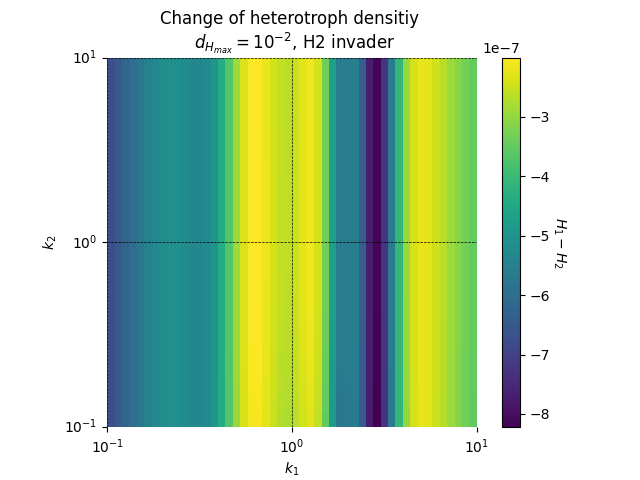 Change of heterotroph densitiy
$d_{H_{max}} = 10^{-2}$, H2 invader
1e−7
$10^{1}$
−3
−4
$10^{0}$
−5
−6
−7
−8
$10^{-1}$
$k_2$
$H_1 - H_2$
$10^{-1}$
$10^{0}$
$10^{1}$
$k_1$